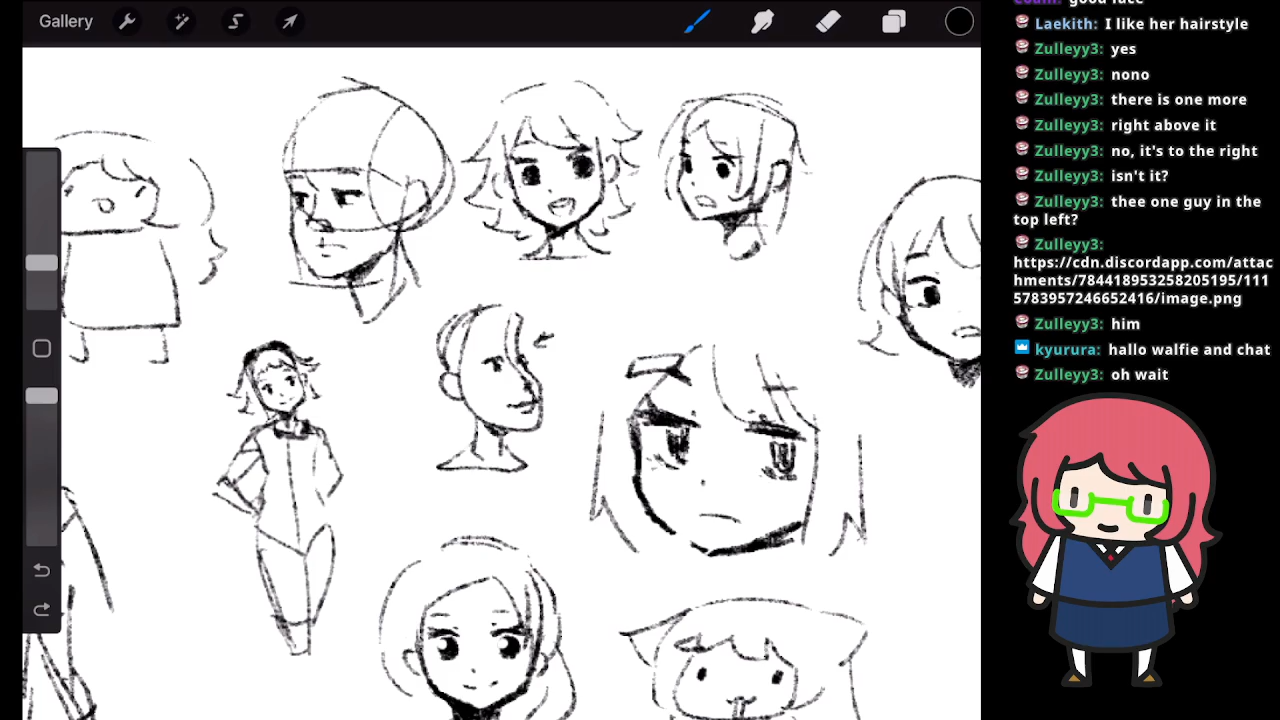 Gallery
good face
Laekith: I like her hairstyle
Zulleyy3: yes
Zulleyy3: nono
Zulleyy3: there is one more
Zulleyy3: right above it
Zulleyy3: no, it's to the right
Zulleyy3: isn't it?
Zulleyy3: thee one guy in the
top left?
Zulleyy3:
https://cdn.discordapp.com/attac
hments/784418953258205195/111
5783957246652416/image.png
Zulleyy3: him
kyurura: hallo walfie and chat
Zulleyy3: oh wait